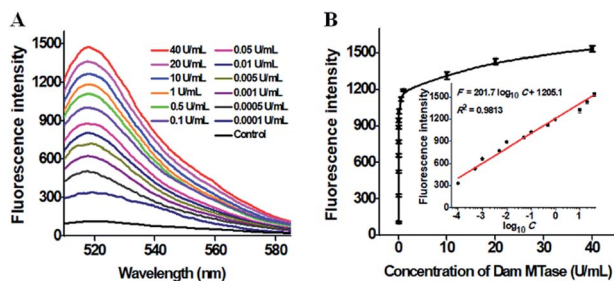 A
Fluorescence intensity
1500
1200
900
600
300
0
40 U/mL
20 U/mL
10 U/mL
1 U/mL
0.5 U/mL
0.1 U/mL
0.05 U/mL
0.01 U/mL
0.005 U/mL
0.001 U/mL
0.0005 U/mL
0.0001 U/mL
Control
520 540 560 580
Wavelength (nm)
B
Fluorescence intensity
1500
1200
900
600
300
0
0 10 20 30 40
Concentration of Dam MTase (U/mL)
Fluorescence intensity
1500
1200
900
600
300
0
F = 201.7 log10 C + 1205.1
R² = 0.9813
-4 -3 -2 -1 0 1
log10 C